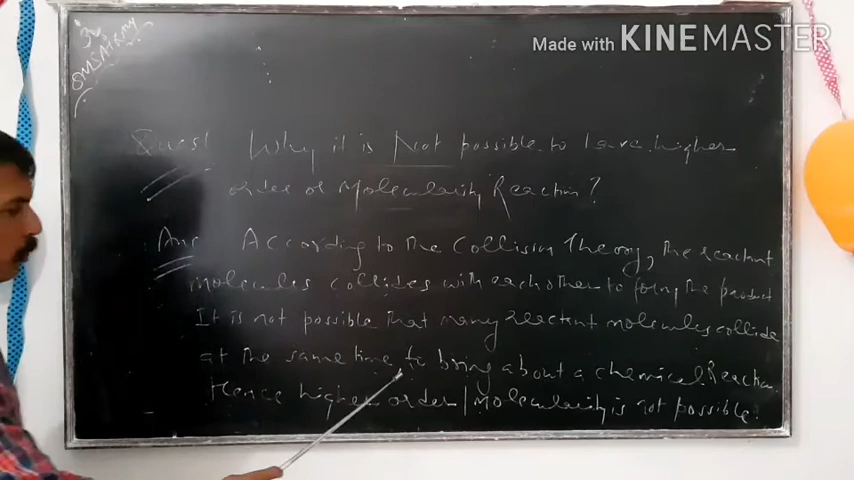 Made with KINEMASTER
Quest Why it is Not possible to have higher
order or Molecularity Reaction?
Ans According to the Collision Theory, the reactant
molecules collides with each other to form the product
It is not possible that many reactant molecules collide
at the same time to bring about a chemical Reaction
Hence higher order | Molecularity is not possible.